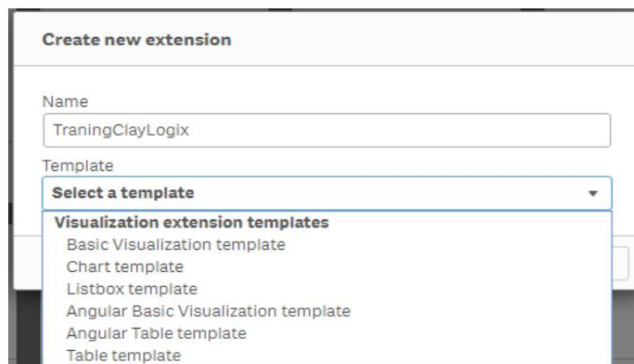 Create new extension
Name
TraningClayLogix
Template
Select a template
Visualization extension templates
Basic Visualization template
Chart template
Listbox template
Angular Basic Visualization template
Angular Table template
Table template